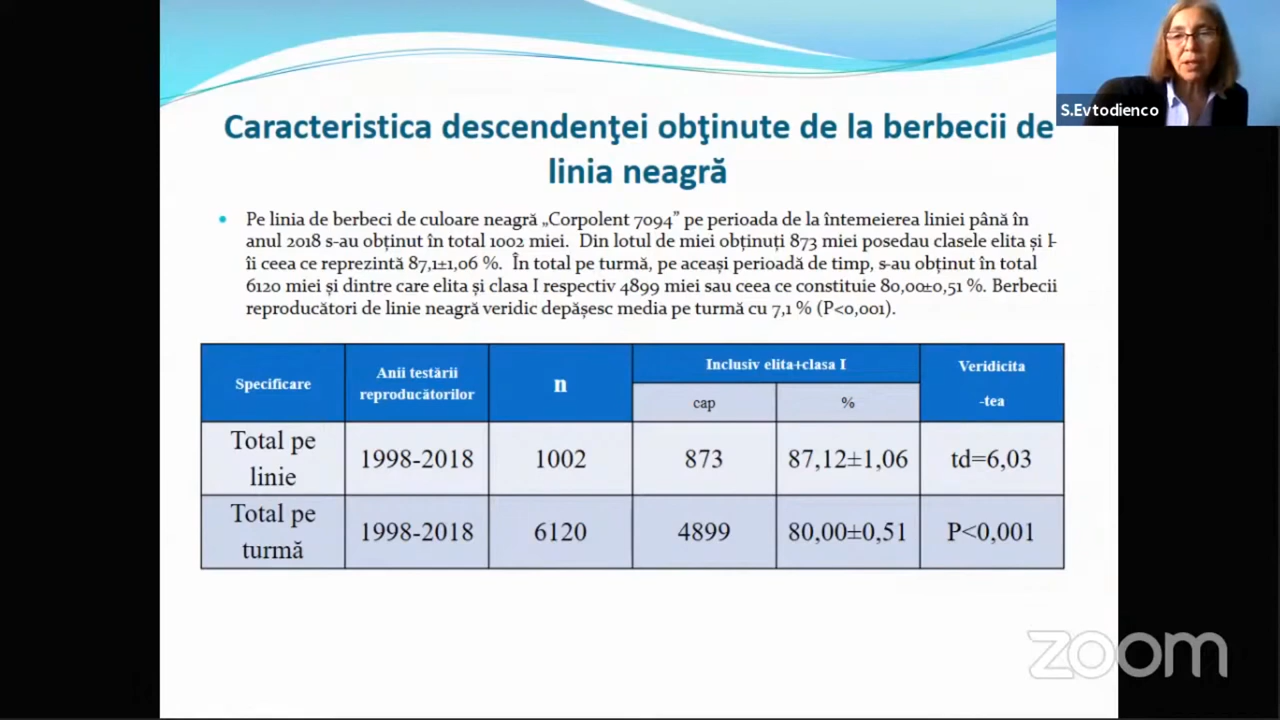 Caracteristica descendenţei obţinute de la berbecii de
linia neagră
S.Evtodienco
• Pe linia de berbeci de culoare neagră „Corpolent 7094” pe perioada de la întemeierea liniei până în
anul 2018 s-au obținut în total 1002 miei. Din lotul de miei obținuți 873 miei posedau clasele elita și I-
îi ceea ce reprezintă 87,1±1,06 %. În total pe turmă, pe aceași perioadă de timp, s-au obținut în total
6120 miei și dintre care elita și clasa I respectiv 4899 miei sau ceea ce constituie 80,00±0,51 %. Berbecii
reproducători de linie neagră veridic depășesc media pe turmă cu 7,1 % (P<0,001).
Specificare
Anii testării
reproducătorilor
n
Inclusiv elita+clasa I
cap
%
Veridicita
-tea
Total pe
linie
1998-2018
1002
873
87,12±1,06
td=6,03
Total pe
turmă
1998-2018
6120
4899
80,00±0,51
P<0,001
zoom